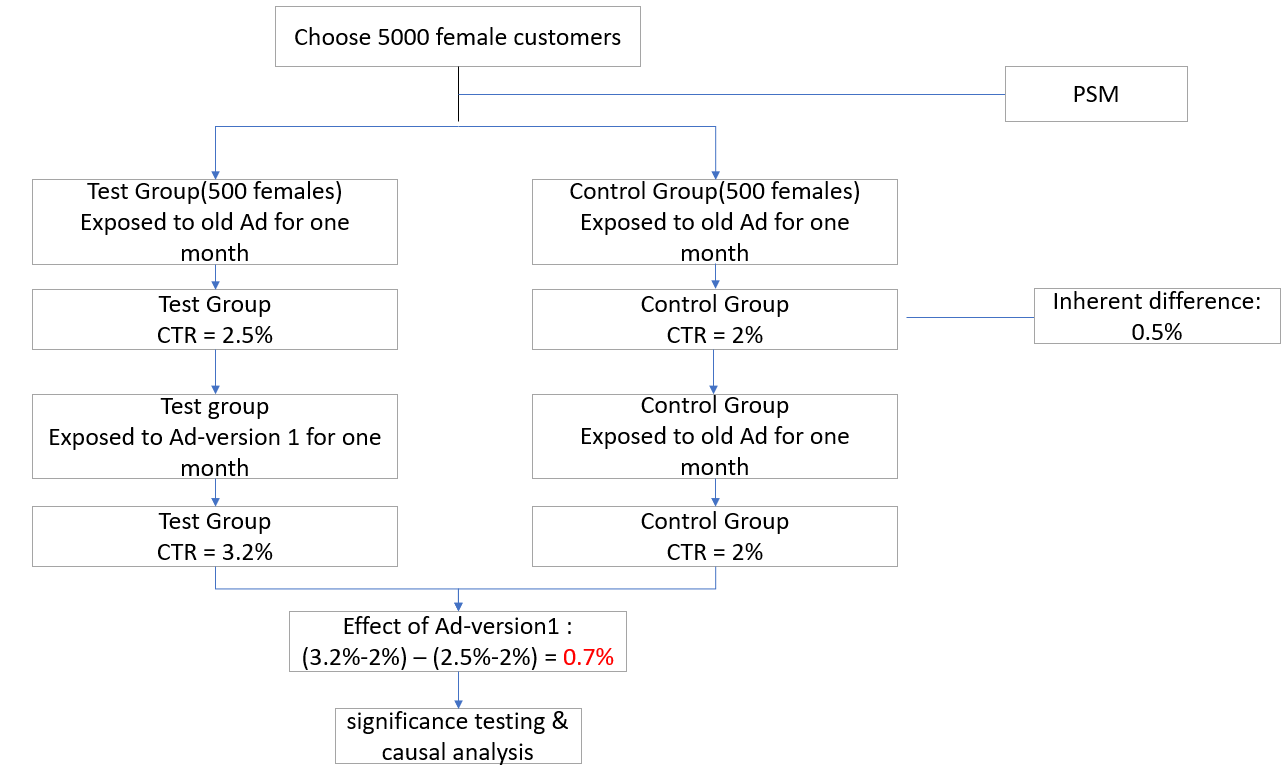 Choose 5000 female customers
PSM
Test Group(500 females)
Exposed to old Ad for one
month
Control Group(500 females)
Exposed to old Ad for one
month
Test Group
CTR = 2.5%
Control Group
CTR = 2%
Inherent difference:
0.5%
Test group
Exposed to Ad-version 1 for one
month
Control Group
Exposed to old Ad for one
month
Test Group
CTR = 3.2%
Control Group
CTR = 2%
Effect of Ad-version1 :
(3.2%-2%) – (2.5%-2%) = 0.7%
significance testing &
causal analysis